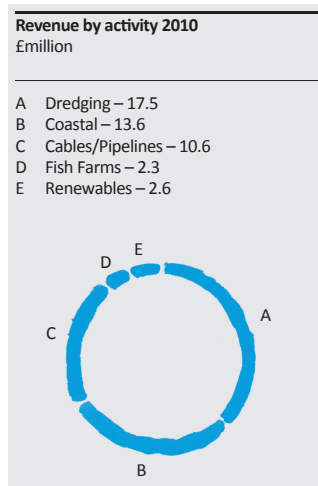 Revenue by activity 2010
£million
A Dredging – 17.5
B Coastal – 13.6
C Cables/Pipelines – 10.6
D Fish Farms – 2.3
E Renewables – 2.6
E
D
A
C
B